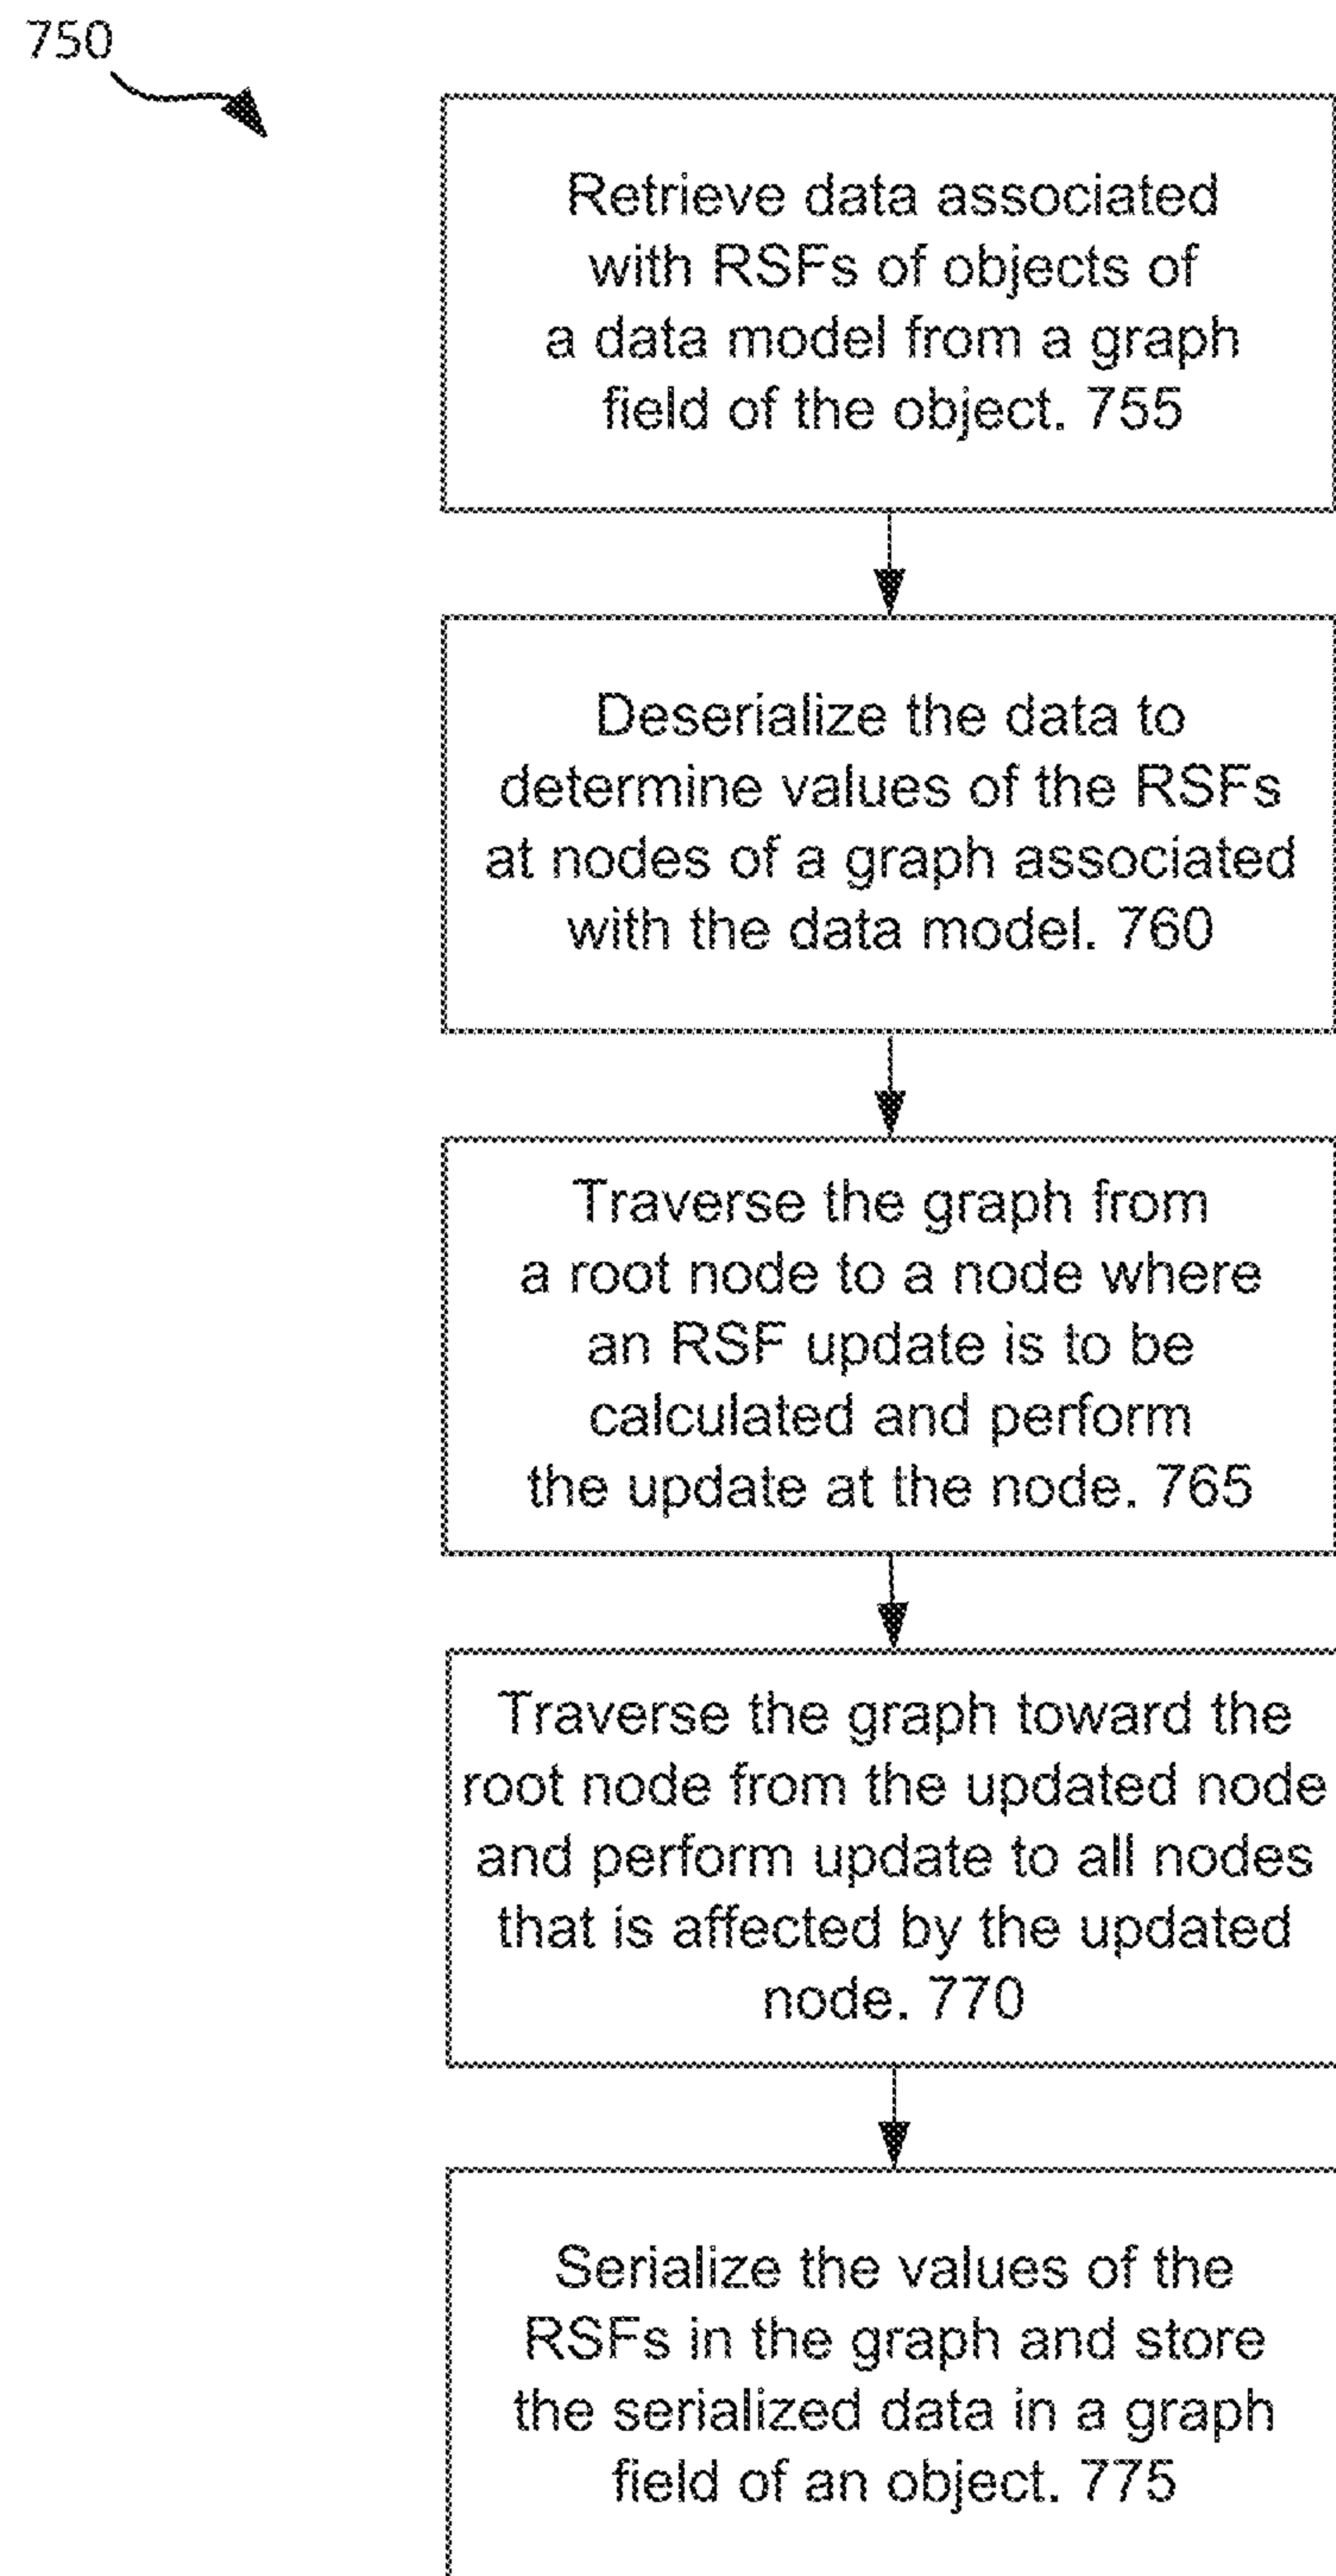 750
Retrieve data associated
with RSFs of objects of
a data model from a graph
field of the object. 755
Deserialize the data to
determine values of the RSFs
at nodes of a graph associated
with the data model. 760
Traverse the graph from
a root node to a node where
an RSF update is to be
calculated and perform
the update at the node. 765
Traverse the graph toward the
root node from the updated node
and perform update to all nodes
that is affected by the updated
node. 770
Serialize the values of the
RSFs in the graph and store
the serialized data in a graph
field of an object. 775